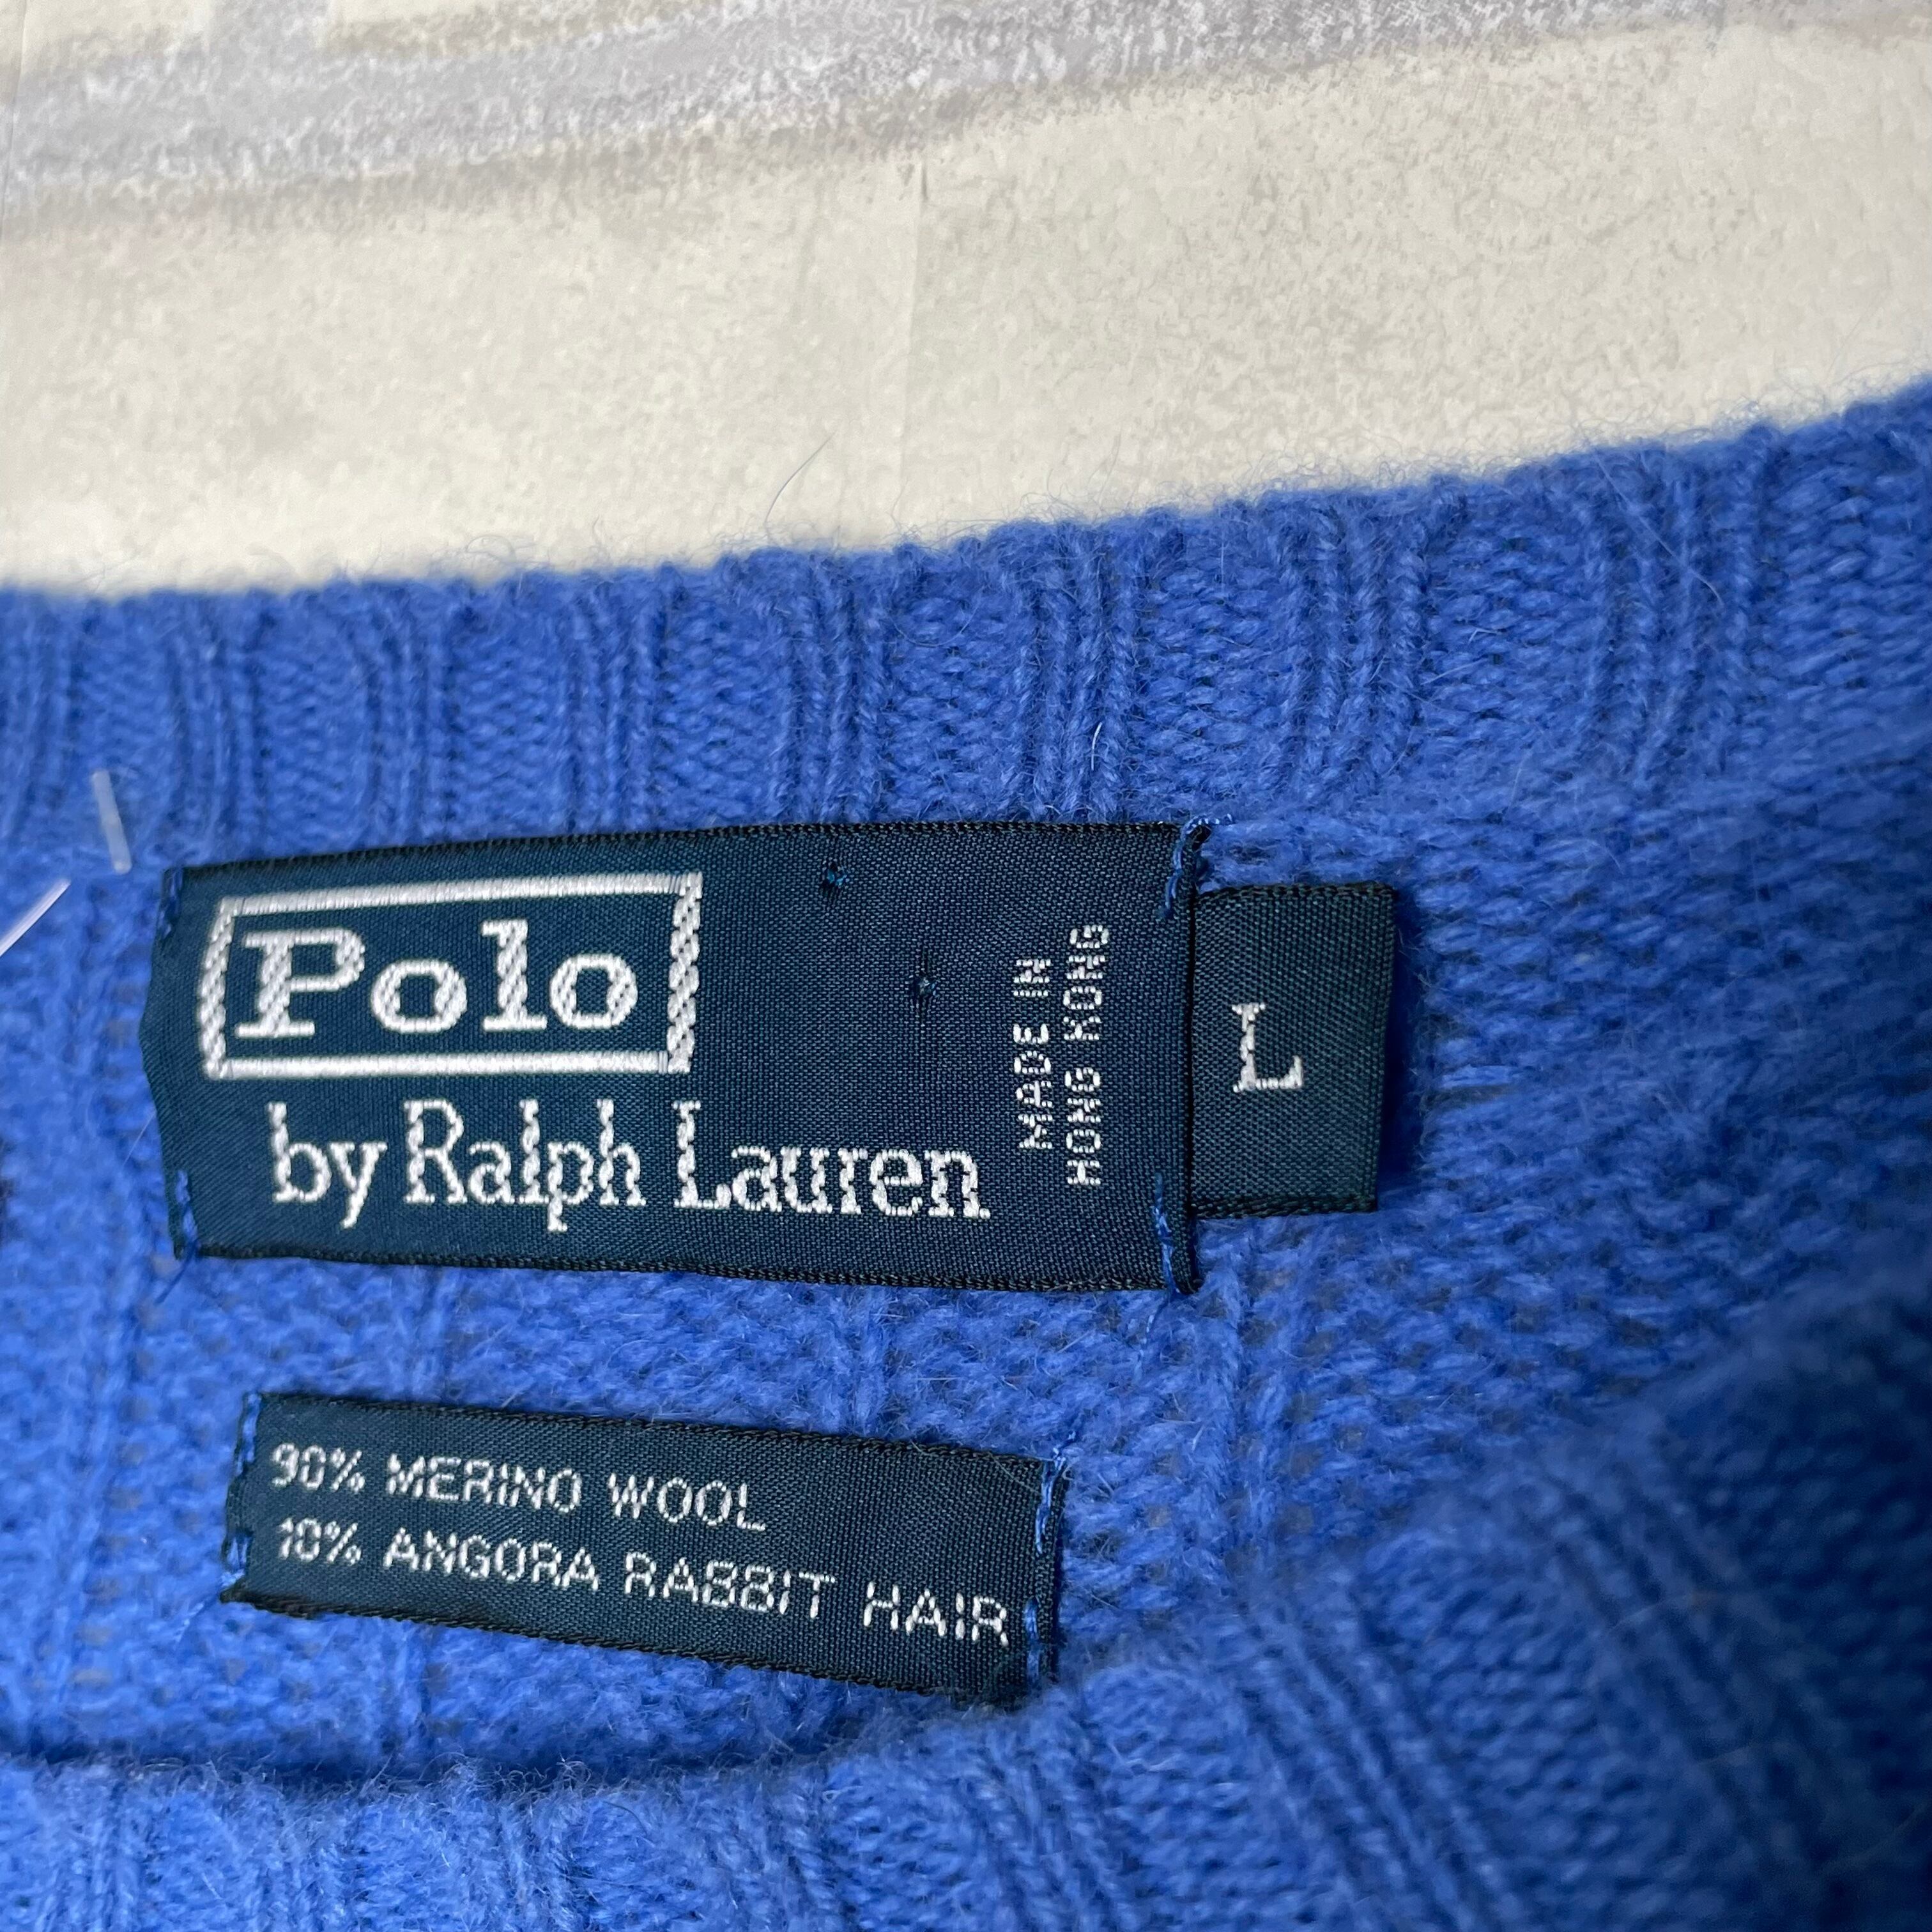 Polo
by Ralph Lauren
MADE IN
HONG KONG
L
90% MERINO WOOL
10% ANGORA RABBIT HAIR